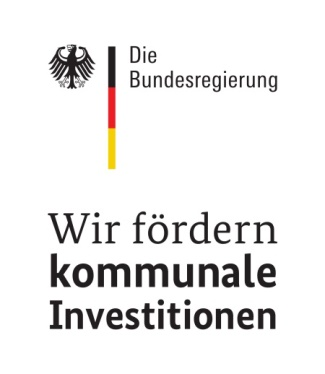 Die
Bundesregierung
Wir fördern
kommunale
Investitionen